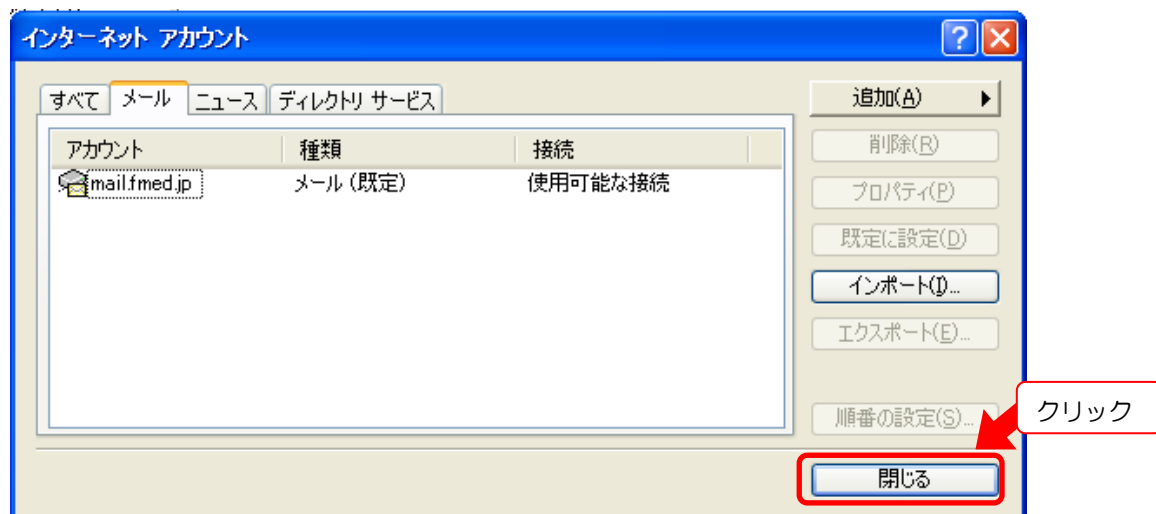 インターネット アカウント
すべて メール ニュース ディレクトリ サービス
アカウント 種類 接続
mail.fmed.jp メール (既定) 使用可能な接続
追加(A)
削除(R)
プロパティ(P)
既定に設定(D)
インポート(I)...
エクスポート(E)...
順番の設定(S)...
クリック
閉じる